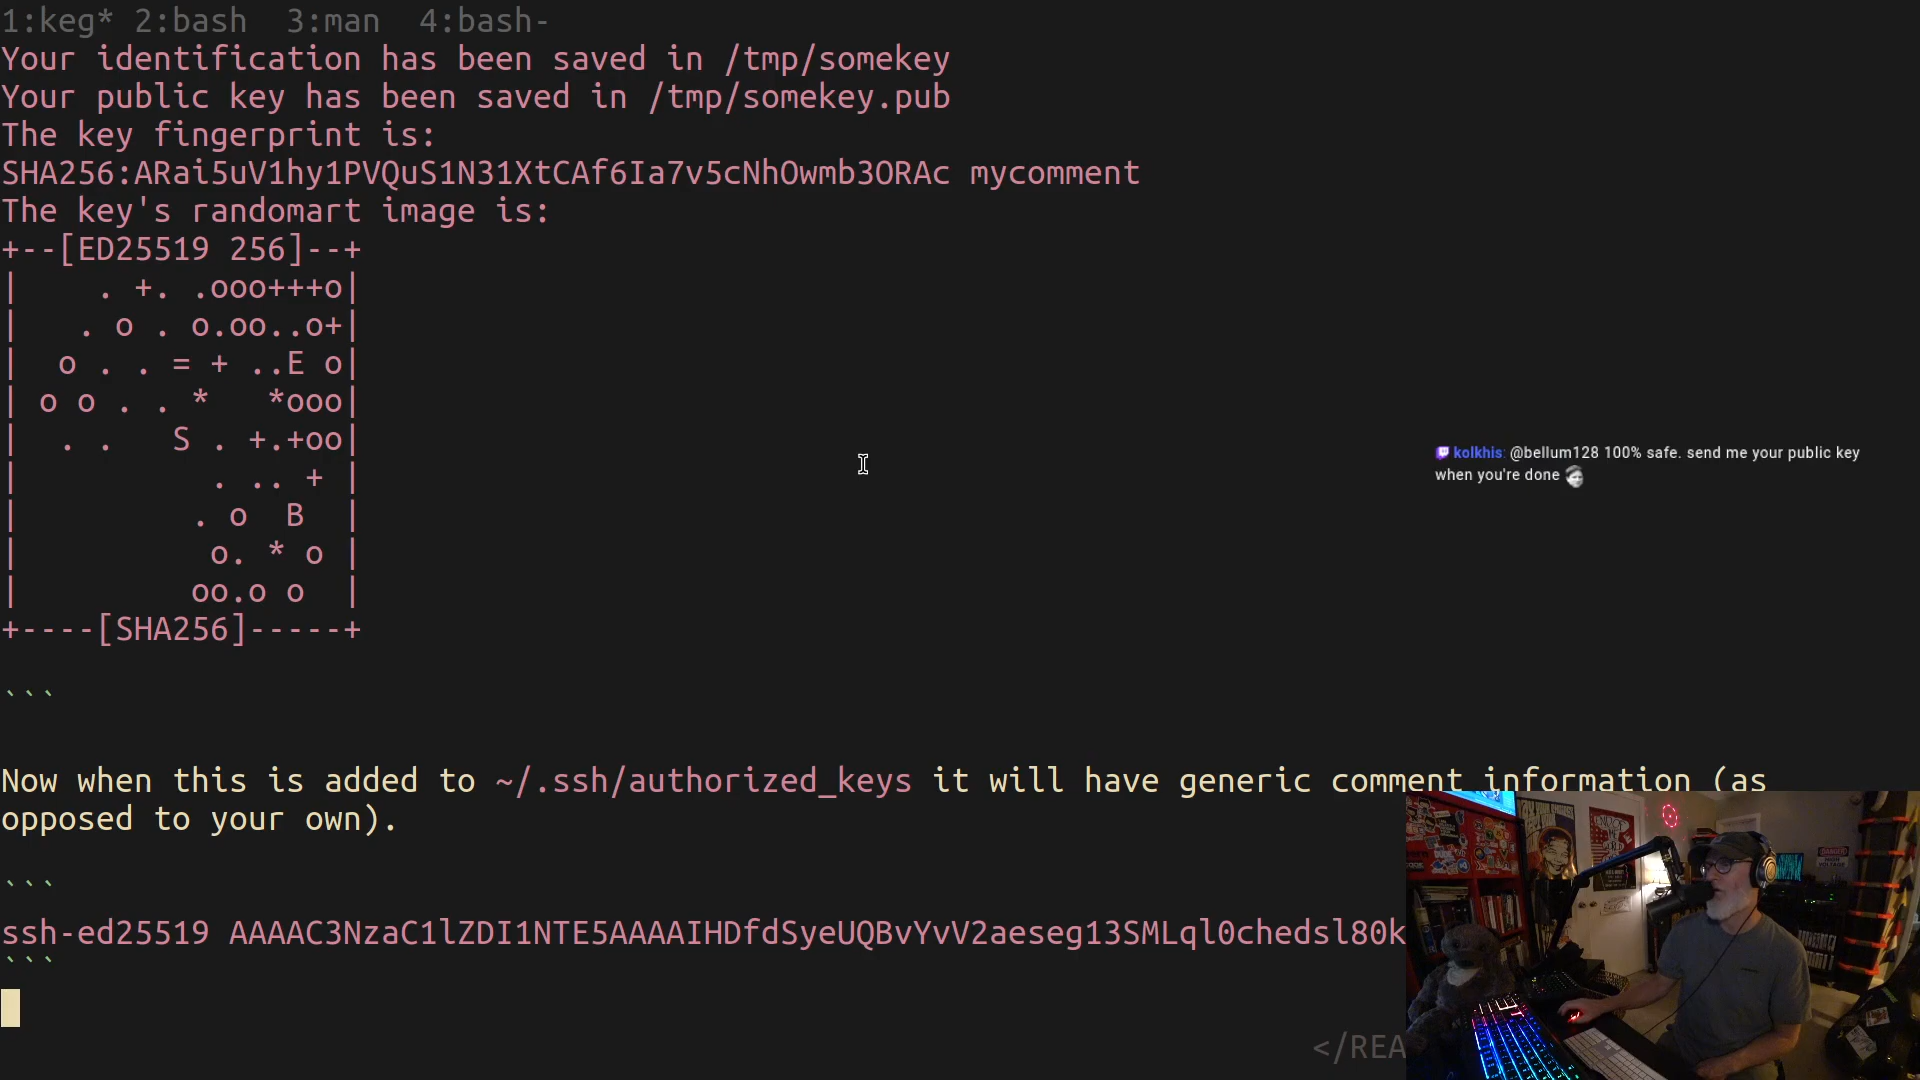 1:keg* 2:bash  3:man  4:bash-
Your identification has been saved in /tmp/somekey
Your public key has been saved in /tmp/somekey.pub
The key fingerprint is:
SHA256:ARai5uV1hy1PVQuS1N31XtCAf6Ia7v5cNhOwmb3ORAc mycomment
The key's randomart image is:
+--[ED25519 256]--+
|    . +. .ooo+++o|
|   . o . o.oo..o+|
|  o . . = + ..E o|
| o o . . *   *ooo|
|  . .   S . +.+oo|
|          . .. + |
|         . o  B  |
|          o. * o |
|         oo.o o  |
+----[SHA256]-----+
```
kolkhis: @bellum128 100% safe. send me your public key
when you're done
Now when this is added to ~/.ssh/authorized_keys it will have generic comment information (as
opposed to your own).
```
ssh-ed25519 AAAAC3NzaC1lZDI1NTE5AAAAIHDfdSyeUQBvYvV2aeseg13SMLql0chedsl80k
```
</REA